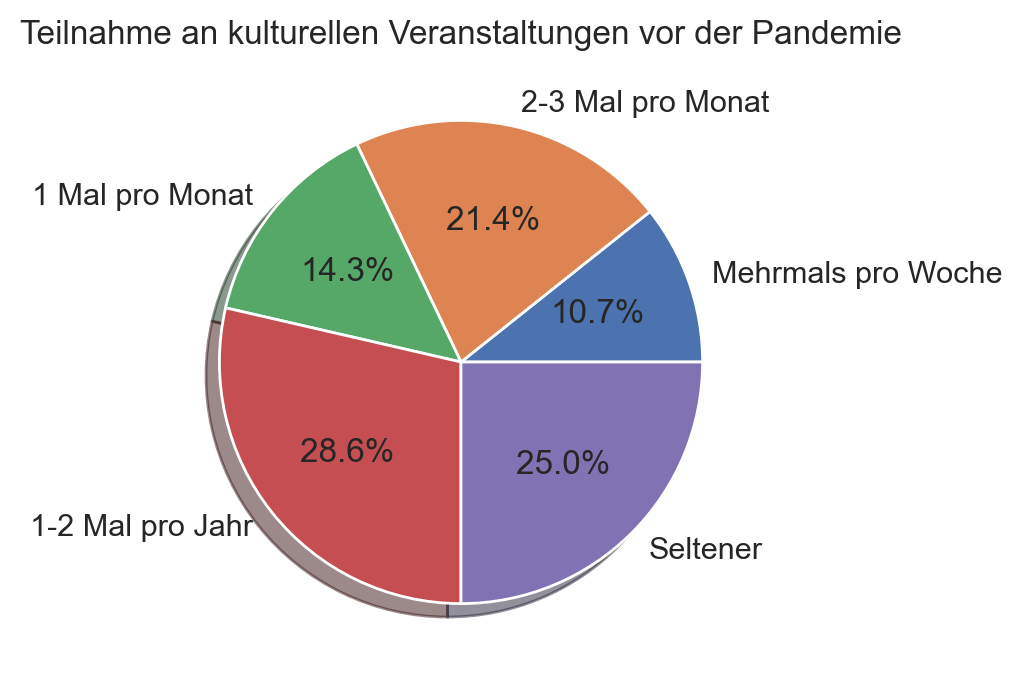 Teilnahme an kulturellen Veranstaltungen vor der Pandemie
2-3 Mal pro Monat
1 Mal pro Monat
21.4%
14.3%
Mehrmals pro Woche
10.7%
28.6%
25.0%
1-2 Mal pro Jahr
Seltener